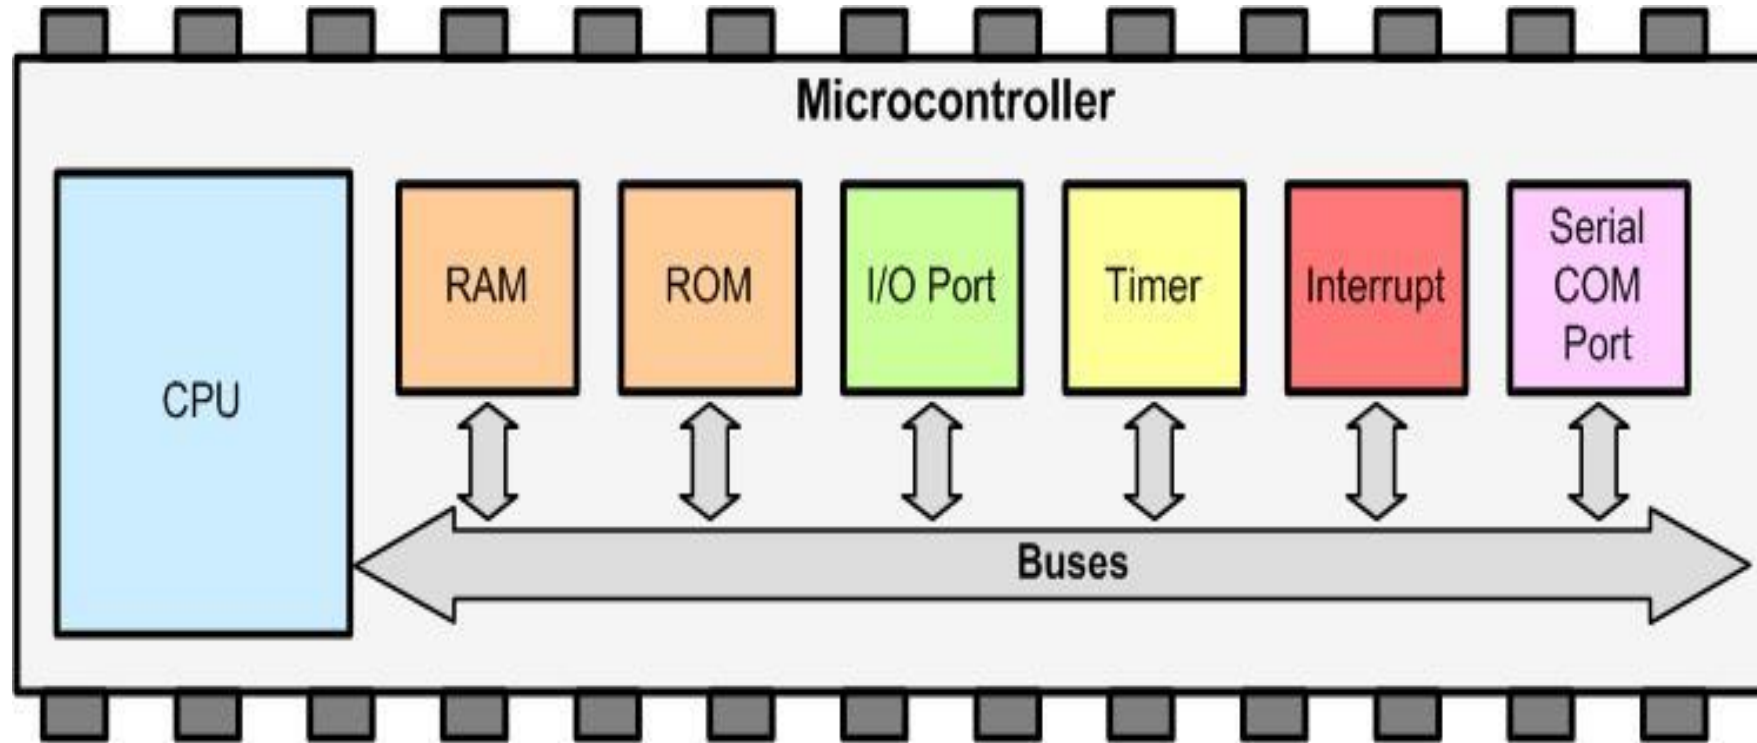 Microcontroller
CPU
RAM
ROM
I/O Port
Timer
Interrupt
Serial
COM
Port
Buses